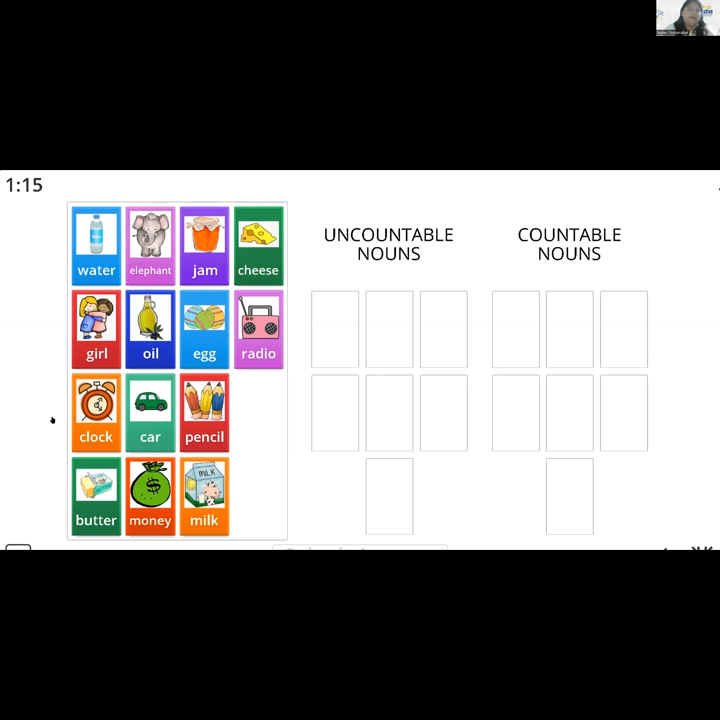 1:15
UNCOUNTABLE
NOUNS
COUNTABLE
NOUNS
water
elephant
jam
cheese
girl
oil
egg
radio
clock
car
pencil
butter
money
MILK
milk
$